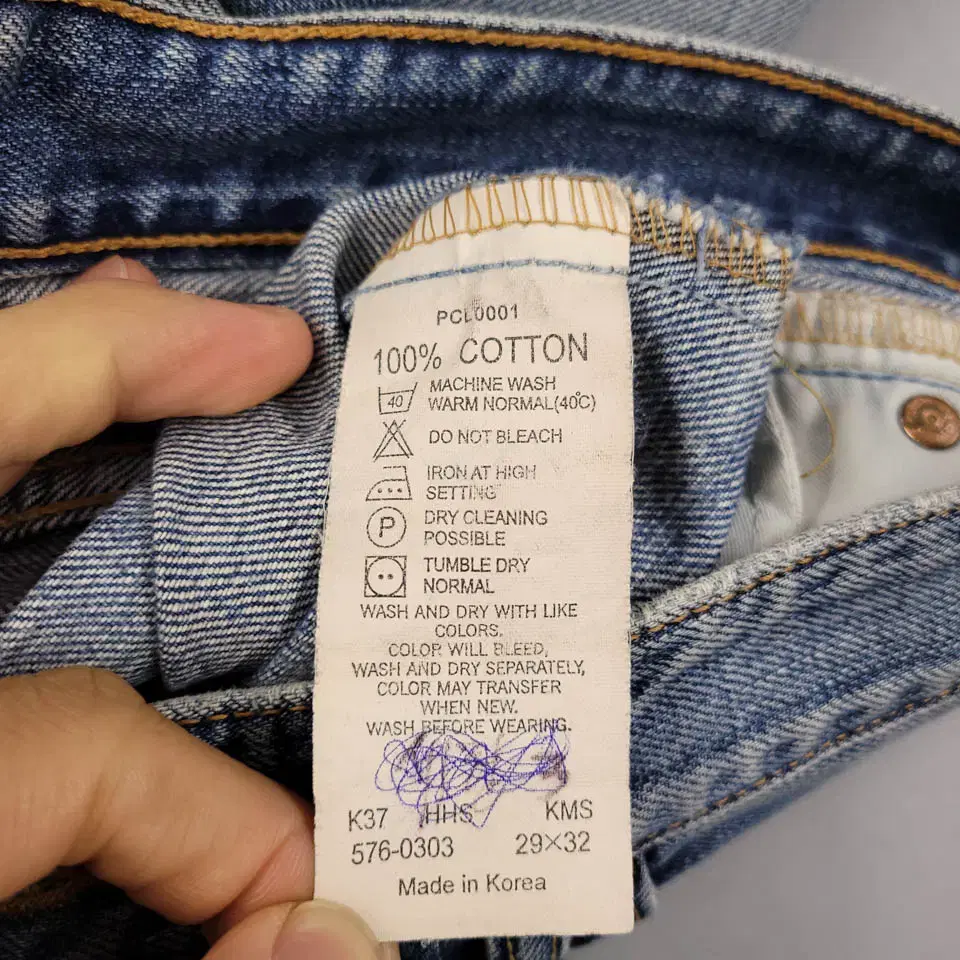 PCL0001
100% COTTON
40
MACHINE WASH
WARM NORMAL(40°C)
DO NOT BLEACH
IRON AT HIGH
SETTING
P
DRY CLEANING
POSSIBLE
TUMBLE DRY
NORMAL
WASH AND DRY WITH LIKE
COLORS.
COLOR WILL BLEED,
WASH AND DRY SEPARATELY,
COLOR MAY TRANSFER
WHEN NEW.
WASH BEFORE WEARING.
K37 HHS KMS
576-0303 29×32
Made in Korea